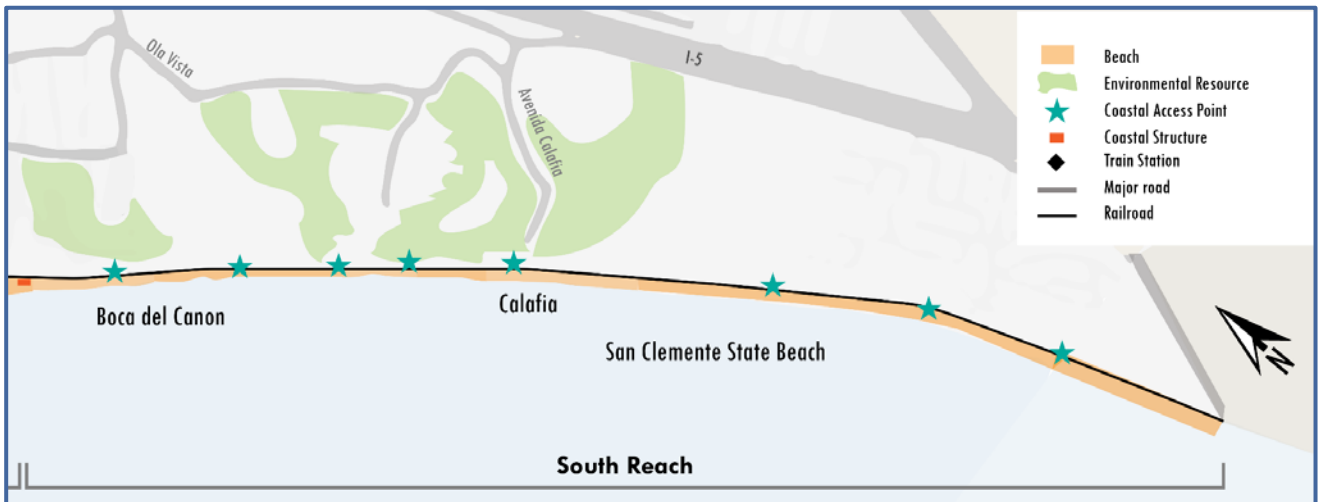 Ola Vista
I-5
Avenida Calafia
Beach
Environmental Resource
Coastal Access Point
Coastal Structure
Train Station
Major road
Railroad
Boca del Canon
Calafia
San Clemente State Beach
N
South Reach